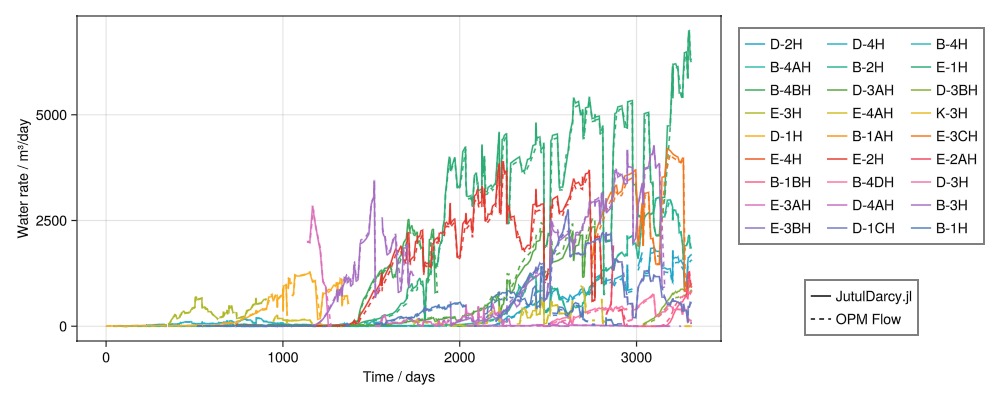 Water rate / m³/day
5000
2500
0
0 1000 2000 3000
Time / days
D-2H D-4H B-4H
B-4AH B-2H E-1H
B-4BH D-3AH D-3BH
E-3H E-4AH K-3H
D-1H B-1AH E-3CH
E-4H E-2H E-2AH
B-1BH B-4DH D-3H
E-3AH D-4AH B-3H
E-3BH D-1CH B-1H
JutulDarcy.jl
OPM Flow